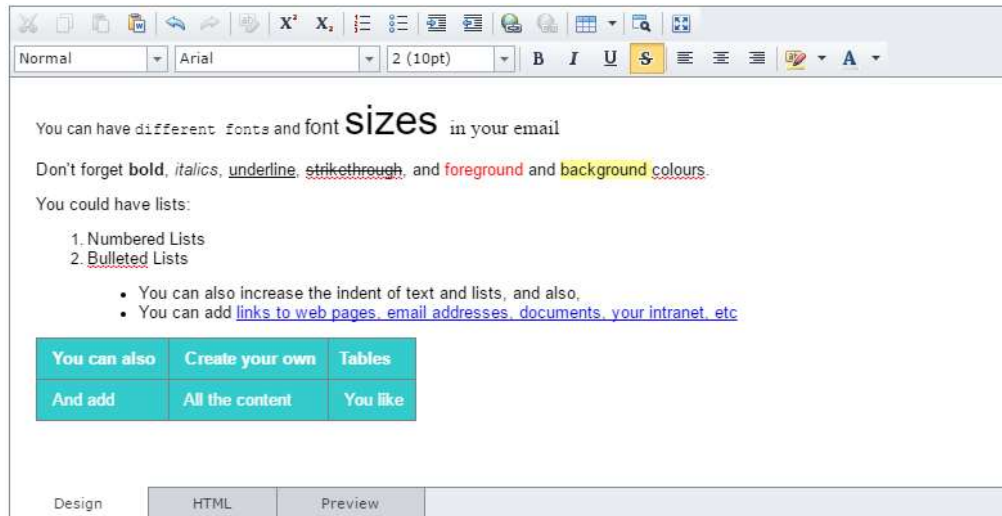 X² X₂
Normal Arial 2 (10pt) B I U S A
You can have different fonts and font sizes in your email
Don't forget bold, italics, underline, strikethrough, and foreground and background colours.
You could have lists:
1. Numbered Lists
2. Bulleted Lists
• You can also increase the indent of text and lists, and also,
• You can add links to web pages, email addresses, documents, your intranet, etc
You can also Create your own Tables
And add All the content You like
Design HTML Preview